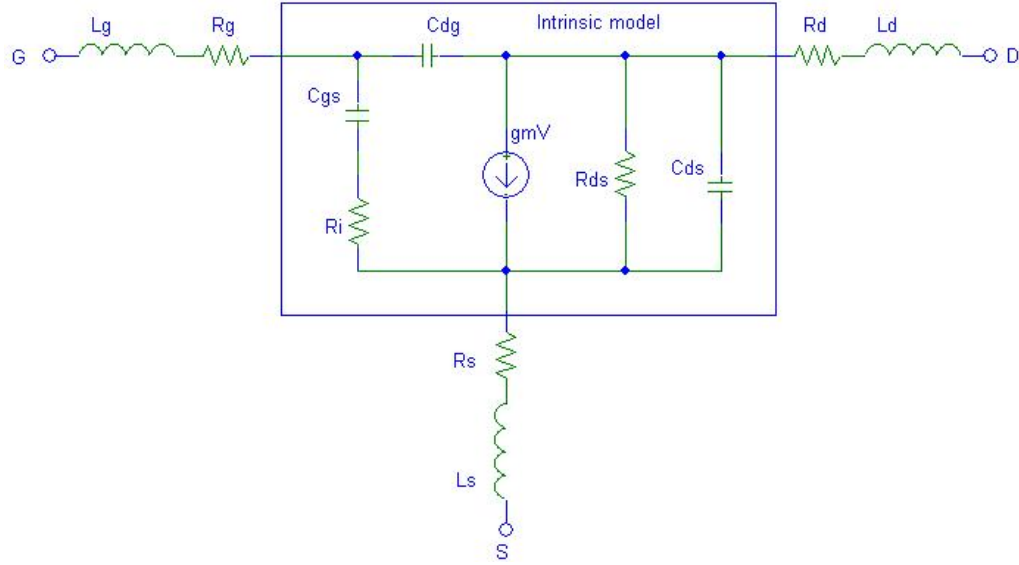 Lg
Rg
Cdg
Intrinsic model
Rd
Ld
G
D
Cgs
gmV
Rds
Cds
Ri
Rs
Ls
S